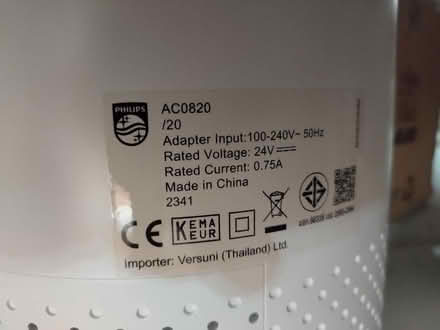 PHILIPS
AC0820
/20
Adapter Input:100-240V~ 50Hz
Rated Voltage: 24V
Rated Current: 0.75A
Made in China
2341
CE
KEMA
KEUR
Importer: Versuni (Thailand) Ltd.